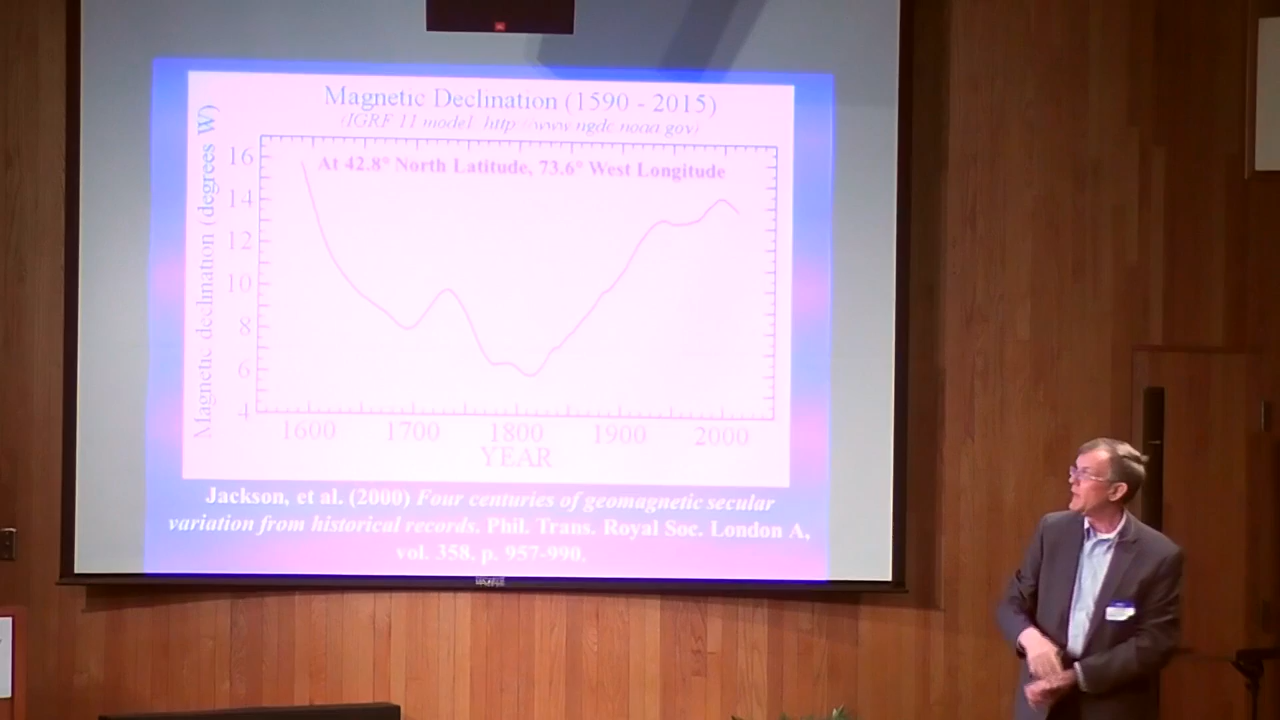 Magnetic Declination (1590 - 2015)
(IGRF 11 model http://www.ngdc.noaa.gov)
At 42.8° North Latitude, 73.6° West Longitude
Magnetic declination (degrees W)
16
14
12
10
8
6
4
1600 1700 1800 1900 2000
YEAR
Jackson, et al. (2000) Four centuries of geomagnetic secular
variation from historical records. Phil. Trans. Royal Soc. London A,
vol. 358. p. 957-990.